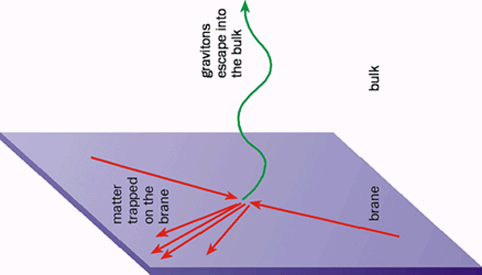 gravitons
escape into
the bulk
bulk
matter
trapped
on the
brane
brane